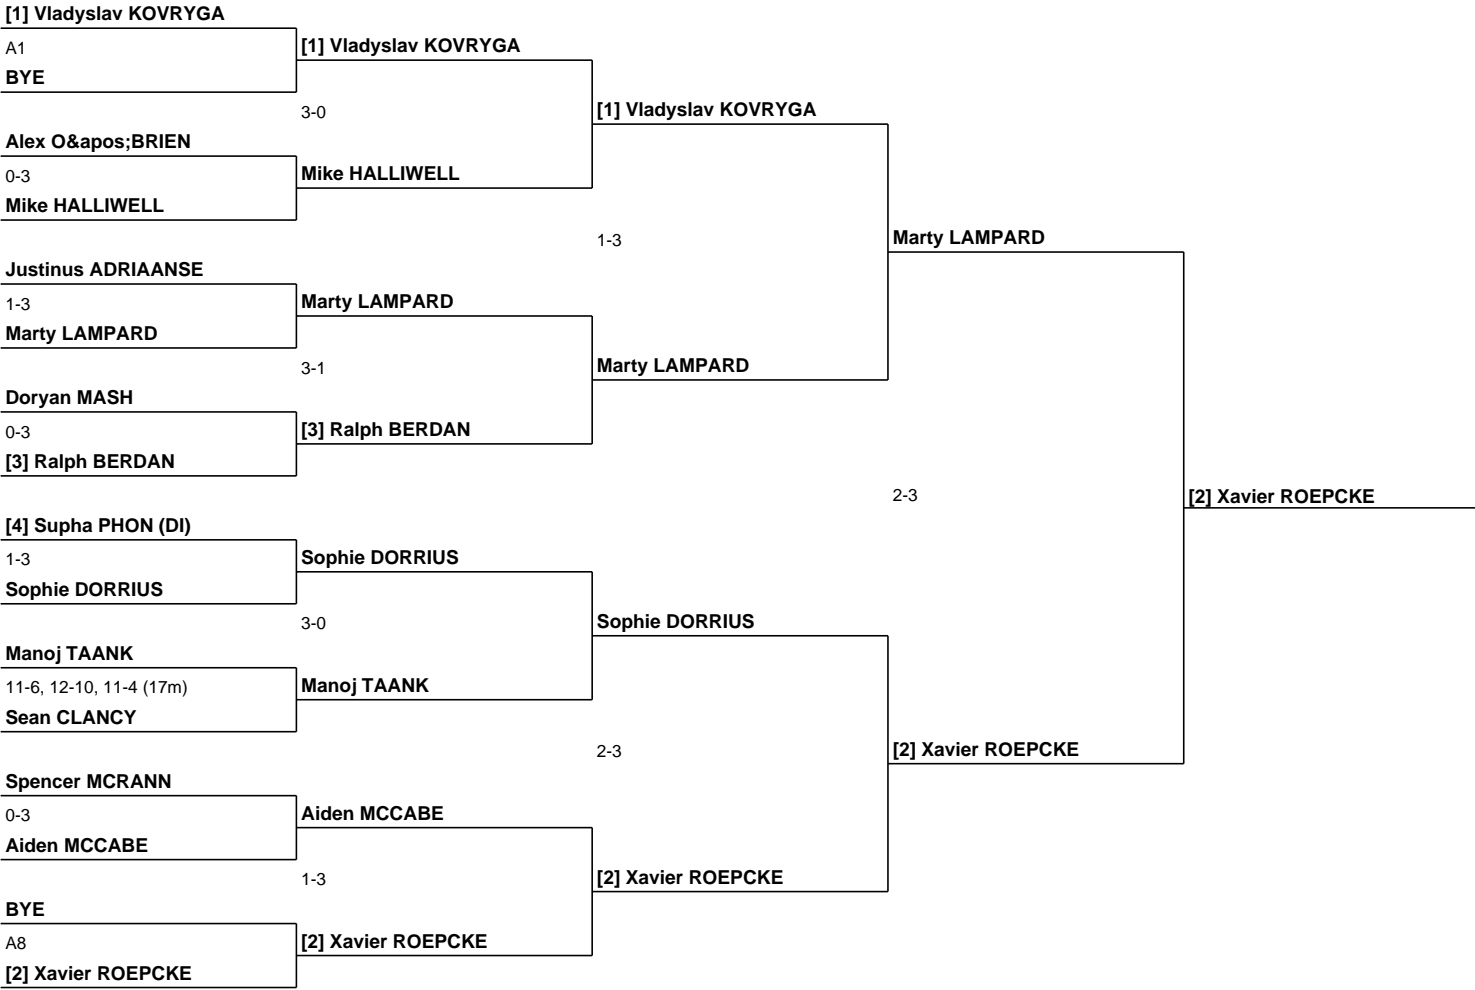 [1] Vladyslav KOVRYGA
A1
[1] Vladyslav KOVRYGA
BYE
3-0
[1] Vladyslav KOVRYGA
Alex O&apos;BRIEN
0-3
Mike HALLIWELL
Mike HALLIWELL
1-3
Marty LAMPARD
Justinus ADRIAANSE
1-3
Marty LAMPARD
Marty LAMPARD
3-1
Marty LAMPARD
Doryan MASH
0-3
[3] Ralph BERDAN
[3] Ralph BERDAN
2-3
[2] Xavier ROEPCKE
[4] Supha PHON (DI)
1-3
Sophie DORRIUS
Sophie DORRIUS
3-0
Sophie DORRIUS
Manoj TAANK
11-6, 12-10, 11-4 (17m)
Manoj TAANK
Sean CLANCY
2-3
[2] Xavier ROEPCKE
Spencer MCRANN
0-3
Aiden MCCABE
Aiden MCCABE
1-3
[2] Xavier ROEPCKE
BYE
A8
[2] Xavier ROEPCKE
[2] Xavier ROEPCKE